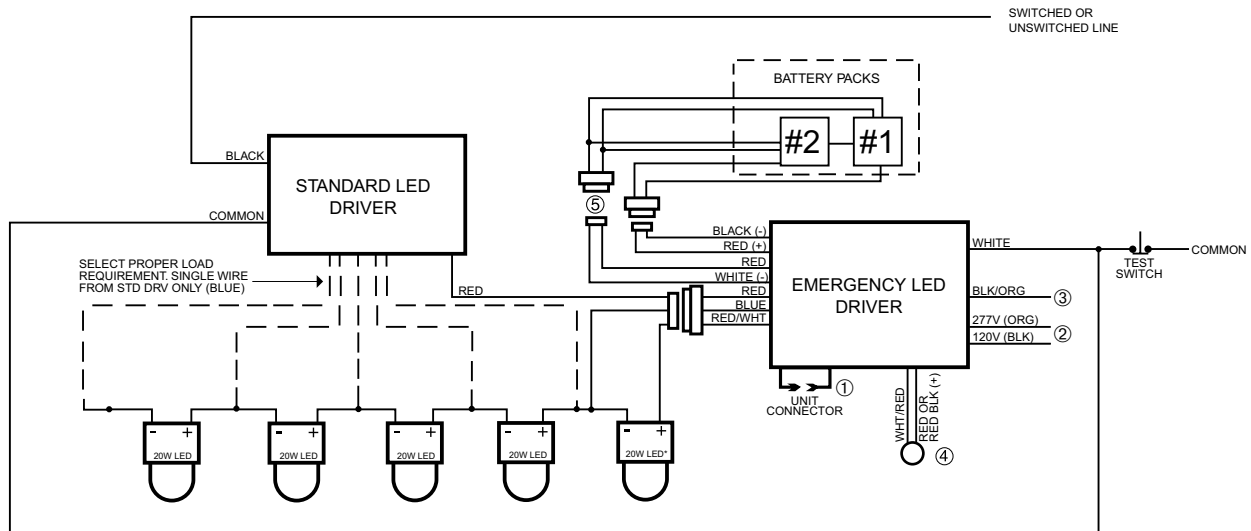 SWITCHED OR
UNSWITCHED LINE
BATTERY PACKS
#2
#1
BLACK
STANDARD LED
DRIVER
COMMON
⑤
SELECT PROPER LOAD
REQUIREMENT. SINGLE WIRE
FROM STD DRV ONLY (BLUE)
RED
BLACK (-)
RED (+)
RED
WHITE (-)
RED
BLUE
RED/WHT
EMERGENCY LED
DRIVER
WHITE
TEST
SWITCH
COMMON
BLK/ORG
③
277V (ORG)
120V (BLK)
②
UNIT
CONNECTOR
①
WHT/RED
RED OR
RED BLK (+)
④
- +
20W LED
- +
20W LED
- +
20W LED
- +
20W LED
- +
20W LED*